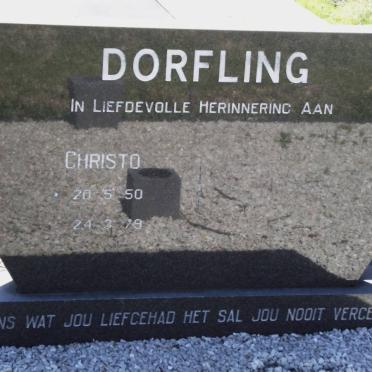 DORFLING
IN LIEFDEVOLLE HERINNERING AAN
CHRISTO
* 20·5·50
24·3·79
WAT JOU LIEFGEHAD HET SAL JOU NOOIT